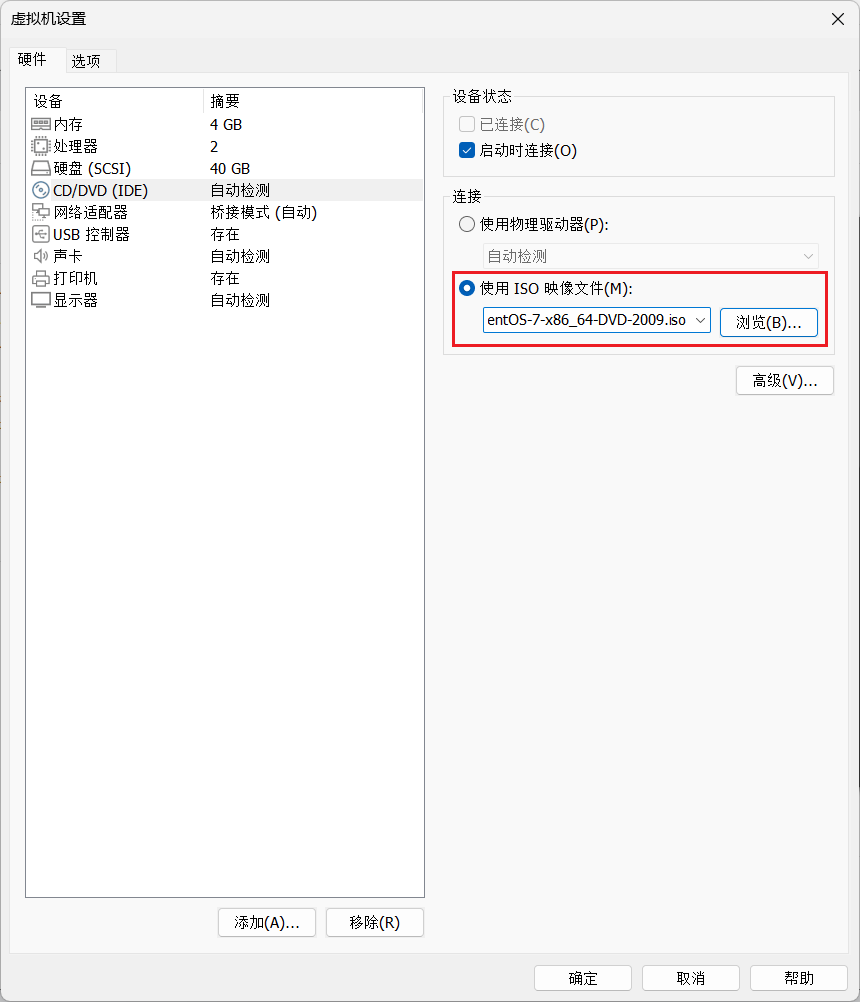 虚拟机设置
硬件 选项
设备 摘要
内存 4 GB
处理器 2
硬盘 (SCSI) 40 GB
CD/DVD (IDE) 自动检测
网络适配器 桥接模式 (自动)
USB 控制器 存在
声卡 自动检测
打印机 存在
显示器 自动检测
添加(A)... 移除(R)
设备状态
已连接(C)
启动时连接(O)
连接
使用物理驱动器(P):
自动检测
使用 ISO 映像文件(M):
entOS-7-x86_64-DVD-2009.iso 浏览(B)...
高级(V)...
确定 取消 帮助